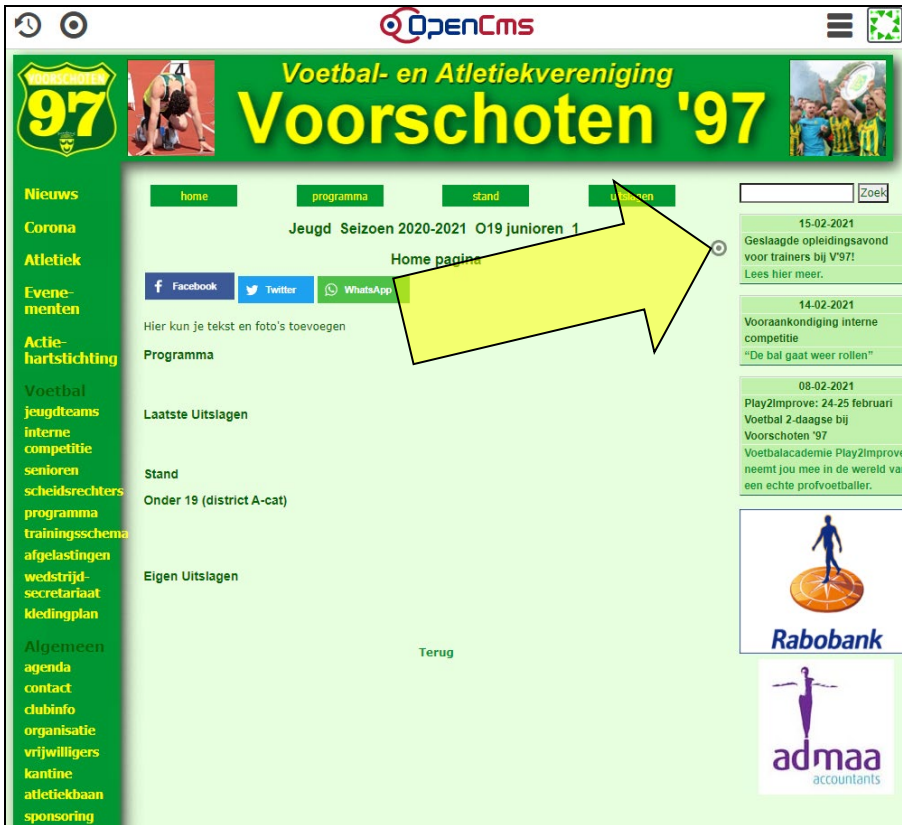 OpenCms
VOORSCHOTEN
97
4
Voetbal- en Atletiekvereniging
Voorschoten '97
Nieuws
Corona
Atletiek
Evene-
menten
Actie-
hartstichting
Voetbal
jeugdteams
interne
competitie
senioren
scheidsrechters
programma
trainingsschema
afgelastingen
wedstrijd-
secretariaat
kledingplan
Algemeen
agenda
contact
clubinfo
organisatie
vrijwilligers
kantine
atletiekbaan
sponsoring
home programma stand uitslagen
Jeugd Seizoen 2020-2021 O19 junioren 1
Home pagina
Facebook Twitter WhatsApp
Hier kun je tekst en foto's toevoegen
Programma
Laatste Uitslagen
Stand
Onder 19 (district A-cat)
Eigen Uitslagen
Terug
Zoek
15-02-2021
Geslaagde opleidingsavond
voor trainers bij V'97!
Lees hier meer.
14-02-2021
Vooraankondiging interne
competitie
“De bal gaat weer rollen”
08-02-2021
Play2Improve: 24-25 februari
Voetbal 2-daagse bij
Voorschoten '97
Voetbalacademie Play2Improve
neemt jou mee in de wereld van
een echte profvoetballer.
Rabobank
admaa
accountants